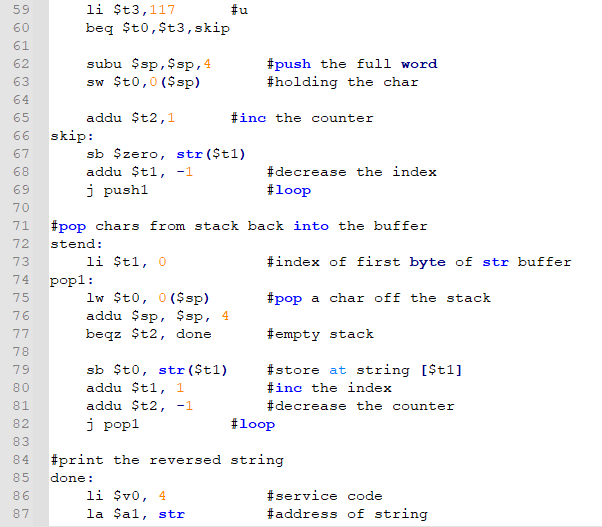 59 li $t3,117 #u
60 beq $t0,$t3,skip
61
62 subu $sp,$sp,4 #push the full word
63 sw $t0,0($sp) #holding the char
64
65 addu $t2,1 #inc the counter
66 skip:
67 sb $zero, str($t1)
68 addu $t1, -1 #decrease the index
69 j push1 #loop
70
71 #pop chars from stack back into the buffer
72 stend:
73 li $t1, 0 #index of first byte of str buffer
74 pop1:
75 lw $t0, 0($sp) #pop a char off the stack
76 addu $sp, $sp, 4
77 beqz $t2, done #empty stack
78
79 sb $t0, str($t1) #store at string [$t1]
80 addu $t1, 1 #inc the index
81 addu $t2, -1 #decrease the counter
82 j pop1 #loop
83
84 #print the reversed string
85 done:
86 li $v0, 4 #service code
87 la $a1, str #address of string